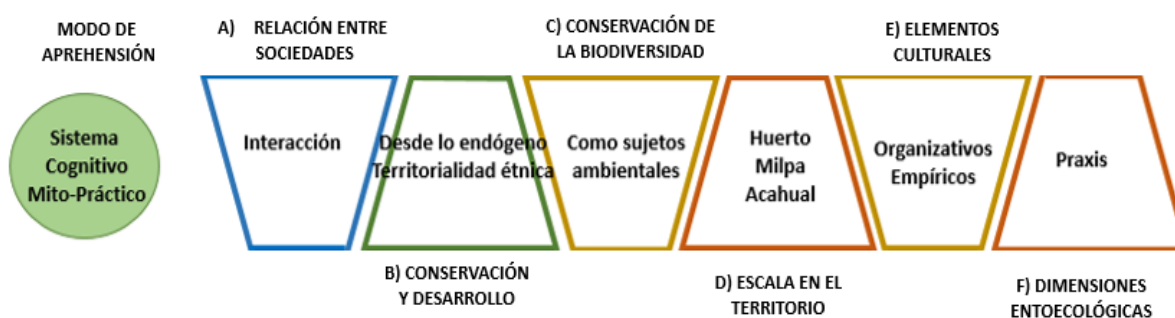 MODO DE
APREHENSIÓN
Sistema
Cognitivo
Mito-Práctico
A) RELACIÓN ENTRE
SOCIEDADES
Interacción
Desde lo endógeno
Territorialidad étnica
B) CONSERVACIÓN
Y DESARROLLO
C) CONSERVACIÓN DE
LA BIODIVERSIDAD
Como sujetos
ambientales
Huerto
Milpa
Acahual
D) ESCALA EN EL
TERRITORIO
E) ELEMENTOS
CULTURALES
Organizativos
Empíricos
Praxis
F) DIMENSIONES
ENTOECOLÓGICAS